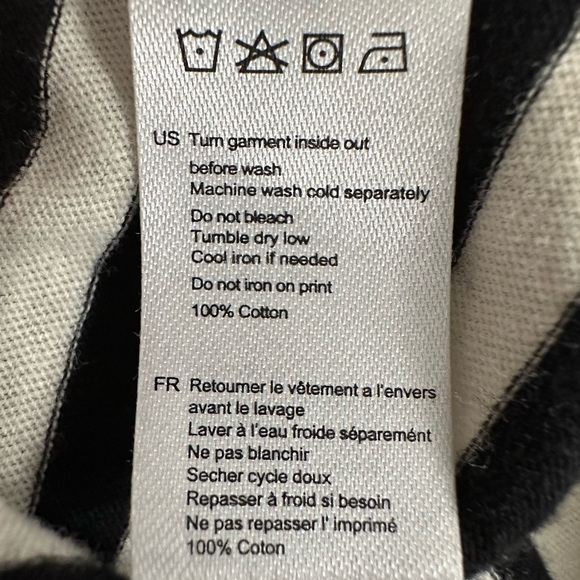 US Turn garment inside out
before wash
Machine wash cold separately
Do not bleach
Tumble dry low
Cool iron if needed
Do not iron on print
100% Cotton
FR Retourner le vêtement a l'envers
avant le lavage
Laver à l'eau froide séparemént
Ne pas blanchir
Secher cycle doux
Repasser à froid si besoin
Ne pas repasser l' imprimé
100% Coton